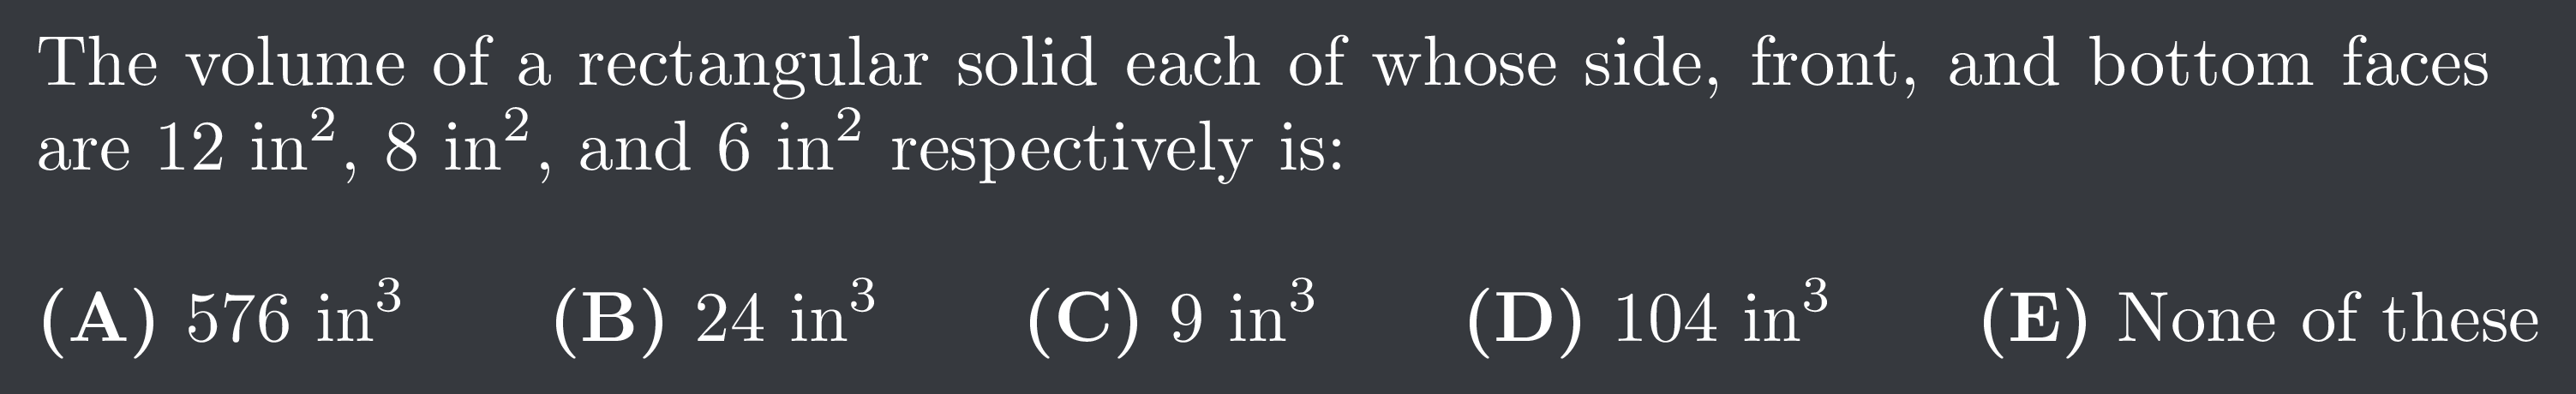 The volume of a rectangular solid each of whose side, front, and bottom faces
are 12 in², 8 in², and 6 in² respectively is:
(A) 576 in³ (B) 24 in³ (C) 9 in³ (D) 104 in³ (E) None of these